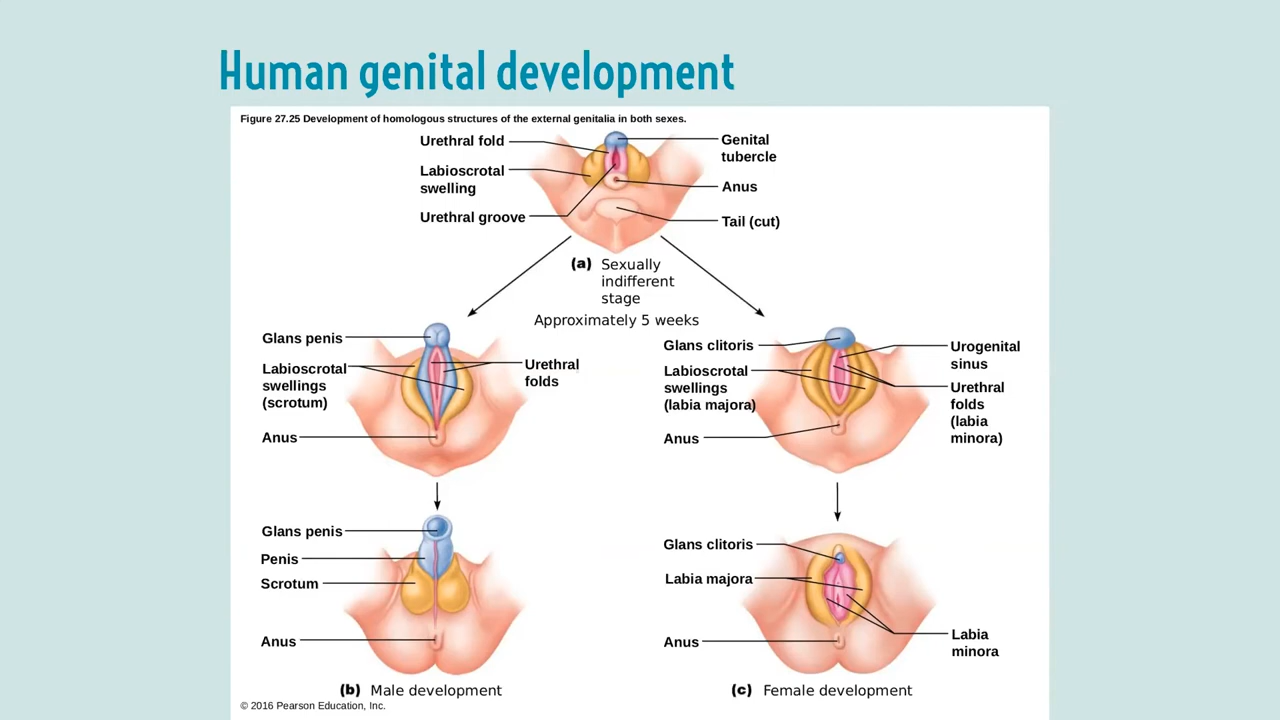 Human genital development
Figure 27.25 Development of homologous structures of the external genitalia in both sexes.
Urethral fold
Labioscrotal
swelling
Urethral groove
Genital
tubercle
Anus
Tail (cut)
(a) Sexually
indifferent
stage
Approximately 5 weeks
Glans penis
Labioscrotal
swellings
(scrotum)
Anus
Urethral
folds
Glans clitoris
Labioscrotal
swellings
(labia majora)
Anus
Urogenital
sinus
Urethral
folds
(labia
minora)
Glans penis
Penis
Scrotum
Anus
Glans clitoris
Labia majora
Anus
Labia
minora
(b) Male development
(c) Female development
© 2016 Pearson Education, Inc.